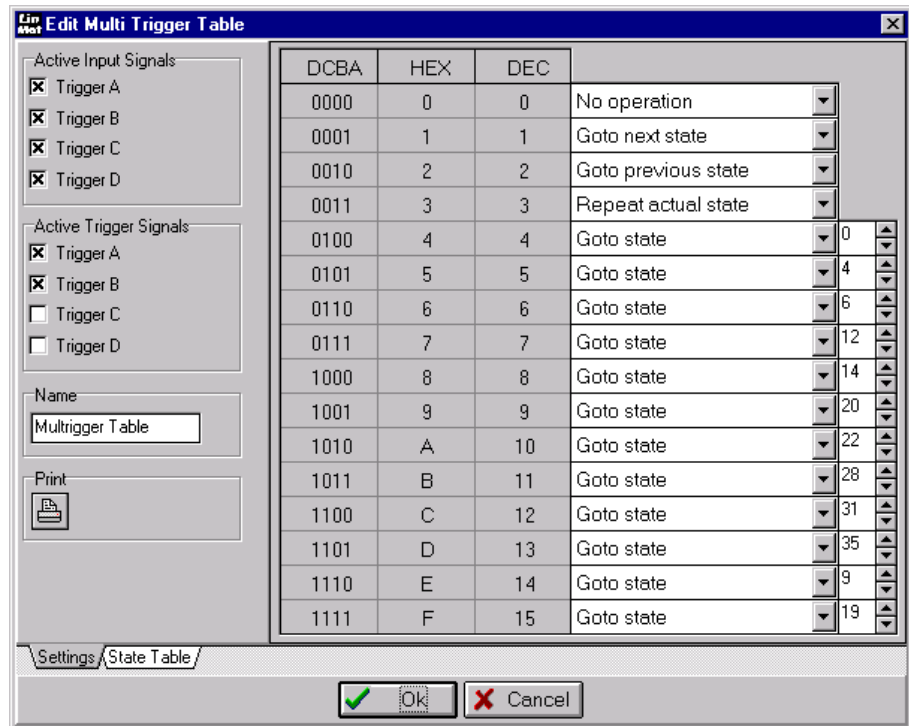 Lin Mot Edit Multi Trigger Table
Active Input Signals
Trigger A
Trigger B
Trigger C
Trigger D
Active Trigger Signals
Trigger A
Trigger B
Trigger C
Trigger D
Name
Multrigger Table
Print
DCBA HEX DEC
0000 0 0 No operation
0001 1 1 Goto next state
0010 2 2 Goto previous state
0011 3 3 Repeat actual state
0100 4 4 Goto state 0
0101 5 5 Goto state 4
0110 6 6 Goto state 6
0111 7 7 Goto state 12
1000 8 8 Goto state 14
1001 9 9 Goto state 20
1010 A 10 Goto state 22
1011 B 11 Goto state 28
1100 C 12 Goto state 31
1101 D 13 Goto state 35
1110 E 14 Goto state 9
1111 F 15 Goto state 19
Settings State Table
Ok Cancel